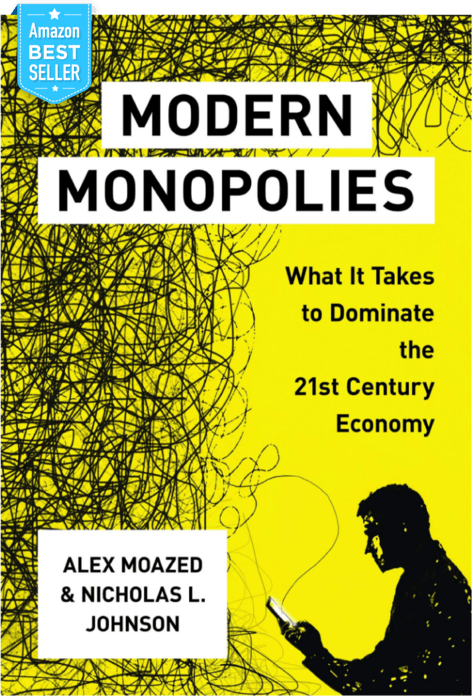 Amazon
BEST
SELLER
MODERN
MONOPOLIES
What It Takes
to Dominate
the
21st Century
Economy
ALEX MOAZED
& NICHOLAS L.
JOHNSON